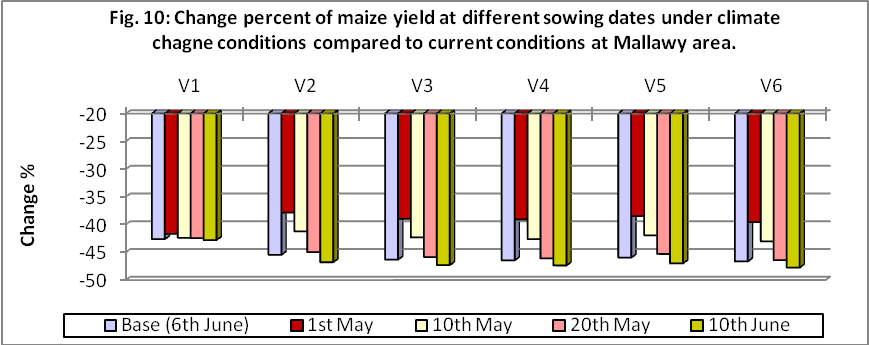 Fig. 10: Change percent of maize yield at different sowing dates under climate
chagne conditions compared to current conditions at Mallawy area.
V1 V2 V3 V4 V5 V6
-20
-25
-30
-35
-40
-45
-50
Change %
Base (6th June) 1st May 10th May 20th May 10th June